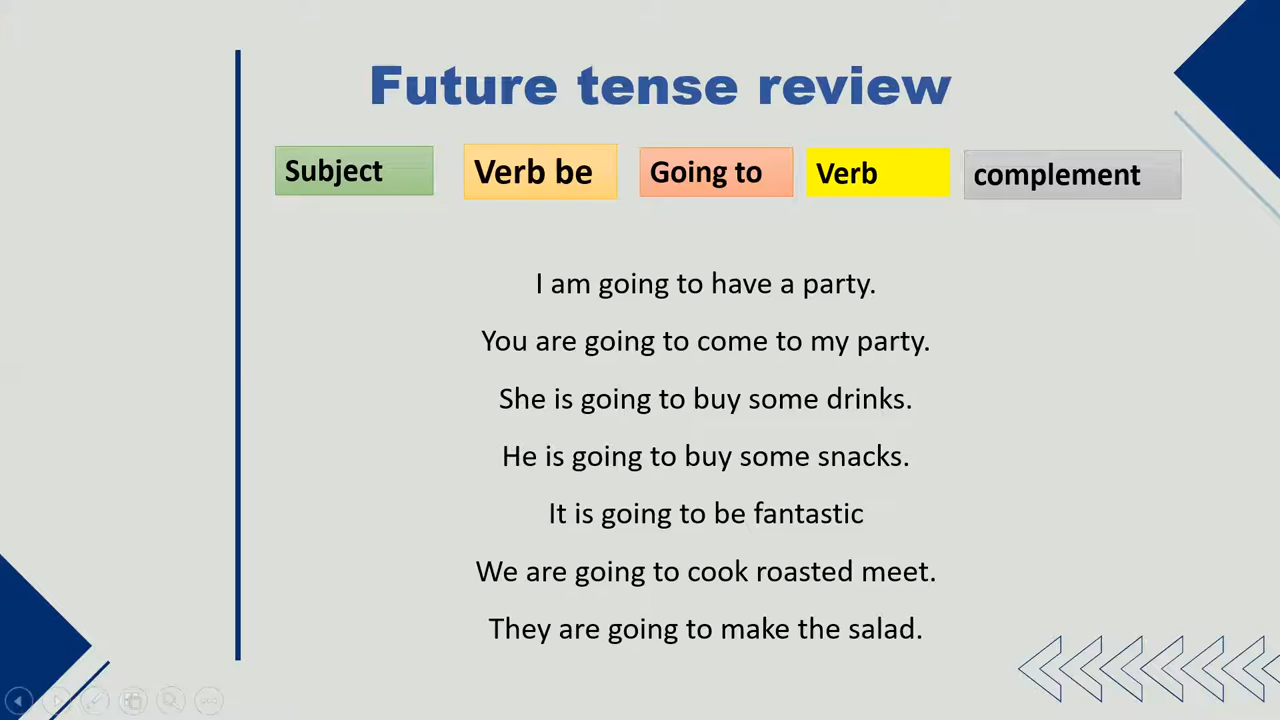 Future tense review
Subject Verb be Going to Verb complement
I am going to have a party.
You are going to come to my party.
She is going to buy some drinks.
He is going to buy some snacks.
It is going to be fantastic
We are going to cook roasted meet.
They are going to make the salad.